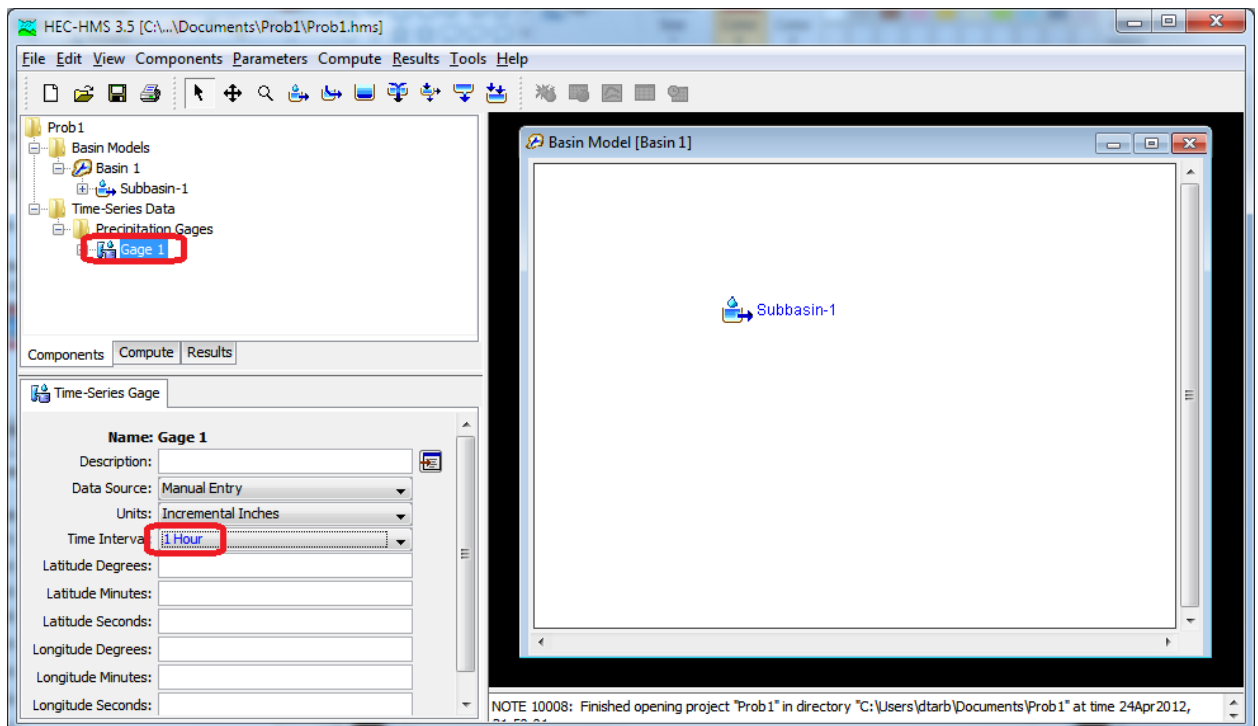 HEC-HMS 3.5 [C:\...\Documents\Prob1\Prob1.hms]
File Edit View Components Parameters Compute Results Tools Help
Prob1
Basin Models
Basin 1
Subbasin-1
Time-Series Data
Precipitation Gages
Gage 1
Components Compute Results
Time-Series Gage
Name: Gage 1
Description:
Data Source: Manual Entry
Units: Incremental Inches
Time Interva 1 Hour
Latitude Degrees:
Latitude Minutes:
Latitude Seconds:
Longitude Degrees:
Longitude Minutes:
Longitude Seconds:
Basin Model [Basin 1]
Subbasin-1
NOTE 10008: Finished opening project "Prob1" in directory "C:\Users\dtarb\Documents\Prob1" at time 24Apr2012,